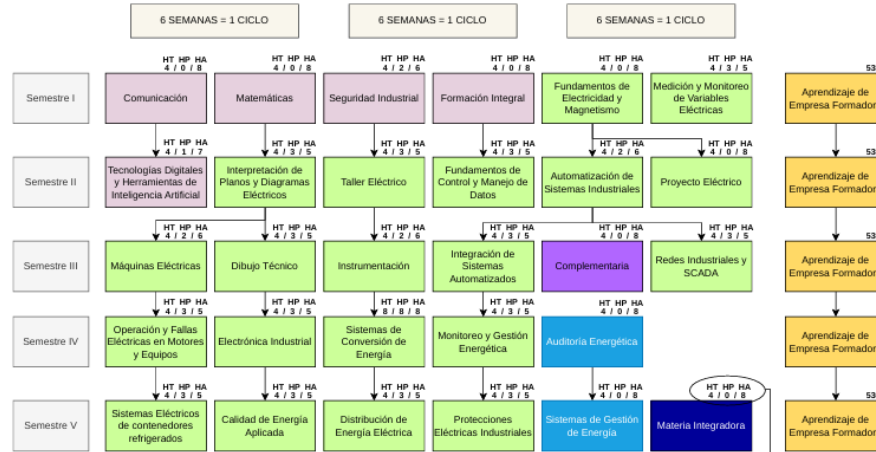 6 SEMANAS = 1 CICLO
6 SEMANAS = 1 CICLO
6 SEMANAS = 1 CICLO
HT HP HA
4 / 0 / 8
HT HP HA
4 / 0 / 8
HT HP HA
4 / 2 / 6
HT HP HA
4 / 0 / 8
HT HP HA
4 / 0 / 8
HT HP HA
4 / 3 / 5
53
Semestre I
Comunicación
Matemáticas
Seguridad Industrial
Formación Integral
Fundamentos de
Electricidad y
Magnetismo
Medición y Monitoreo
de Variables
Eléctricas
Aprendizaje de
Empresa Formador
HT HP HA
4 / 1 / 7
HT HP HA
4 / 3 / 5
HT HP HA
4 / 3 / 5
HT HP HA
4 / 3 / 5
HT HP HA
4 / 2 / 6
HT HP HA
4 / 0 / 8
53
Semestre II
Tecnologías Digitales
y Herramientas de
Inteligencia Artificial
Interpretación de
Planos y Diagramas
Eléctricos
Taller Eléctrico
Fundamentos de
Control y Manejo de
Datos
Automatización de
Sistemas Industriales
Proyecto Eléctrico
Aprendizaje de
Empresa Formador
HT HP HA
4 / 2 / 6
HT HP HA
4 / 3 / 5
HT HP HA
4 / 2 / 6
HT HP HA
4 / 3 / 5
HT HP HA
4 / 0 / 8
HT HP HA
4 / 3 / 5
53
Semestre III
Máquinas Eléctricas
Dibujo Técnico
Instrumentación
Integración de
Sistemas
Automatizados
Complementaria
Redes Industriales y
SCADA
Aprendizaje de
Empresa Formador
HT HP HA
4 / 3 / 5
HT HP HA
4 / 3 / 5
HT HP HA
8 / 8 / 8
HT HP HA
4 / 3 / 5
HT HP HA
4 / 0 / 8
53
Semestre IV
Operación y Fallas
Eléctricas en Motores
y Equipos
Electrónica Industrial
Sistemas de
Conversión de
Energía
Monitoreo y Gestión
Energética
Auditoría Energética
Aprendizaje de
Empresa Formador
HT HP HA
4 / 3 / 5
HT HP HA
4 / 3 / 5
HT HP HA
4 / 3 / 5
HT HP HA
4 / 3 / 5
HT HP HA
4 / 0 / 8
HT HP HA
4 / 0 / 8
53
Semestre V
Sistemas Eléctricos
de contenedores
refrigerados
Calidad de Energía
Aplicada
Distribución de
Energía Eléctrica
Protecciones
Eléctricas Industriales
Sistemas de Gestión
de Energía
Materia Integradora
Aprendizaje de
Empresa Formador